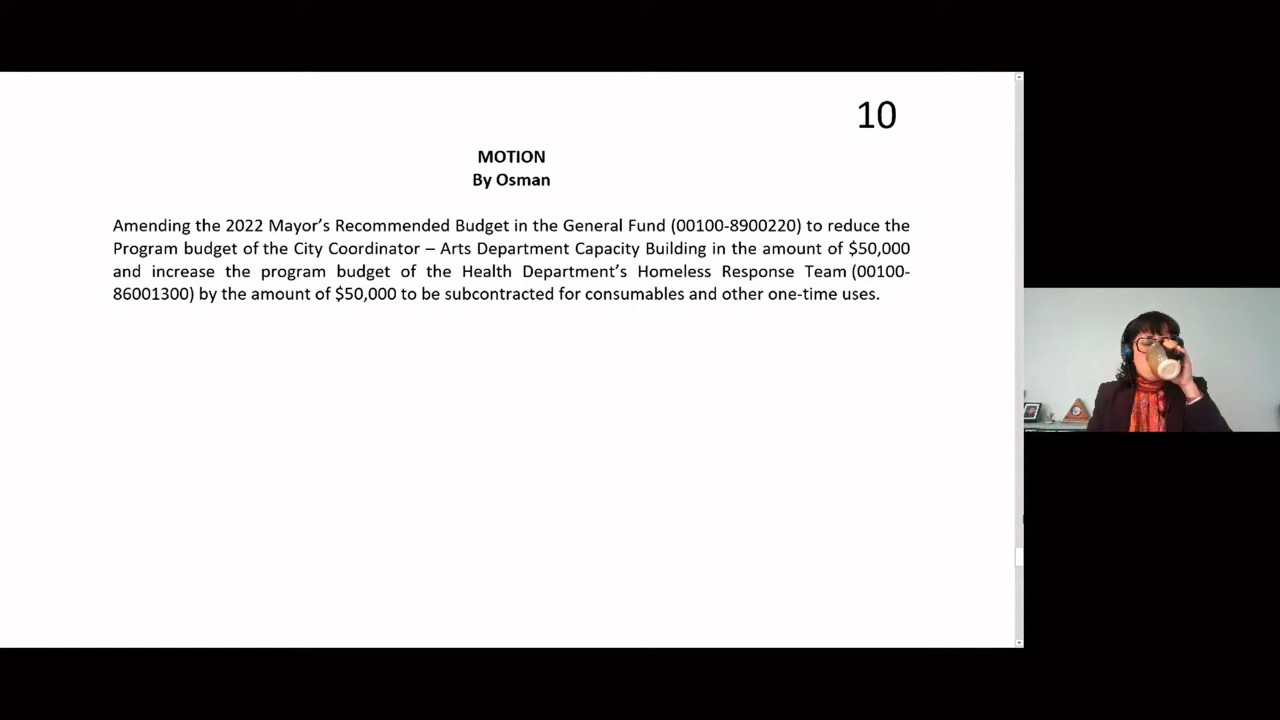 10
MOTION
By Osman
Amending the 2022 Mayor’s Recommended Budget in the General Fund (00100-8900220) to reduce the
Program budget of the City Coordinator – Arts Department Capacity Building in the amount of $50,000
and increase the program budget of the Health Department’s Homeless Response Team (00100-
86001300) by the amount of $50,000 to be subcontracted for consumables and other one-time uses.